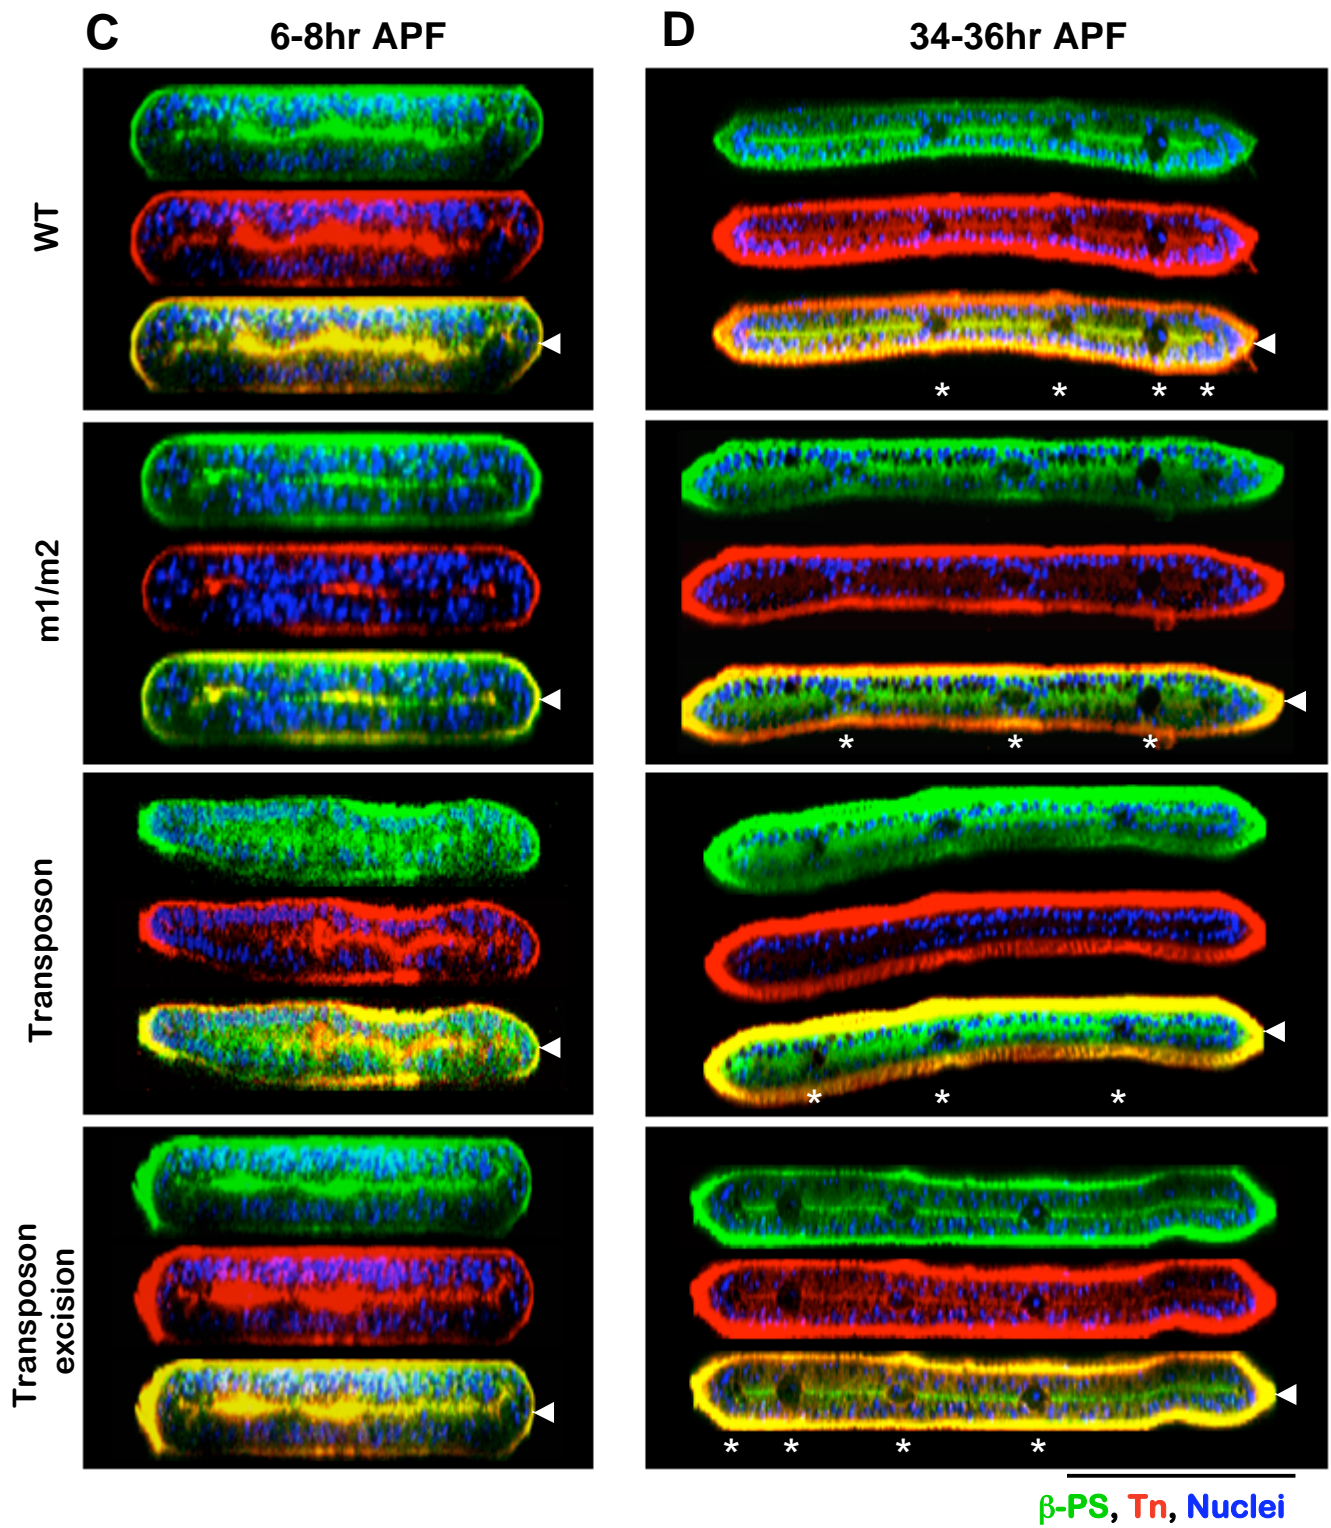 C 6-8hr APF D 34-36hr APF
WT
* * * *
m1/m2
* * *
Transposon
* * *
Transposon
excision
* * * *
β-PS, Tn, Nuclei